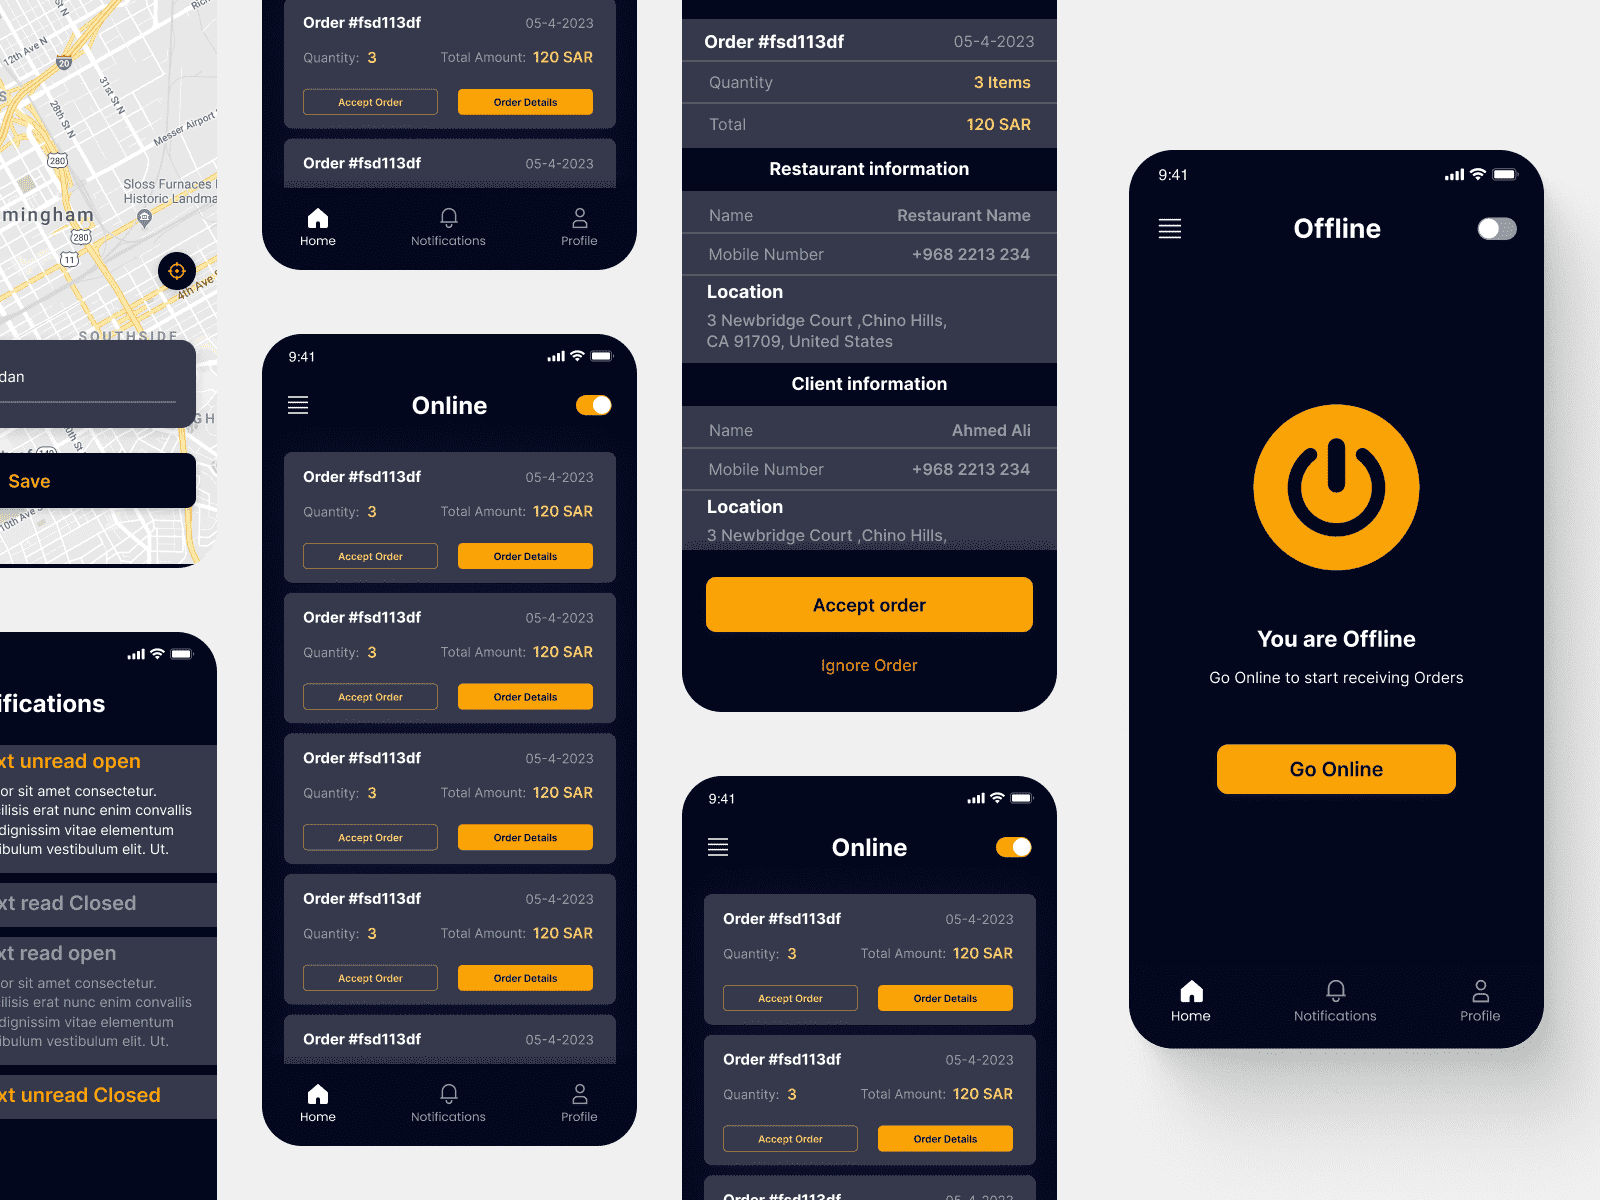 12th Ave N
20
31st St N
28th St N
Messer Airport
280
Sloss Furnaces
Historic Landma
mingham
280
11
4th Ave S
SOUTHSIDE
dan
GH
Save
10th Ave S
ifications
xt unread open
or sit amet consectetur.
cilisis erat nunc enim convallis
dignissim vitae elementum
ibulum vestibulum elit. Ut.
xt read Closed
xt read open
or sit amet consectetur.
cilisis erat nunc enim convallis
dignissim vitae elementum
ibulum vestibulum elit. Ut.
xt unread Closed
Order #fsd113df 05-4-2023
Quantity: 3 Total Amount: 120 SAR
Accept Order Order Details
Order #fsd113df 05-4-2023
Home Notifications Profile
9:41
Online
Order #fsd113df 05-4-2023
Quantity: 3 Total Amount: 120 SAR
Accept Order Order Details
Order #fsd113df 05-4-2023
Quantity: 3 Total Amount: 120 SAR
Accept Order Order Details
Order #fsd113df 05-4-2023
Quantity: 3 Total Amount: 120 SAR
Accept Order Order Details
Order #fsd113df 05-4-2023
Quantity: 3 Total Amount: 120 SAR
Accept Order Order Details
Order #fsd113df 05-4-2023
Home Notifications Profile
Order #fsd113df 05-4-2023
Quantity 3 Items
Total 120 SAR
Restaurant information
Name Restaurant Name
Mobile Number +968 2213 234
Location
3 Newbridge Court ,Chino Hills,
CA 91709, United States
Client information
Name Ahmed Ali
Mobile Number +968 2213 234
Location
3 Newbridge Court ,Chino Hills,
Accept order
Ignore Order
9:41
Online
Order #fsd113df 05-4-2023
Quantity: 3 Total Amount: 120 SAR
Accept Order Order Details
Order #fsd113df 05-4-2023
Quantity: 3 Total Amount: 120 SAR
Accept Order Order Details
Order #fsd113df 05-4-2023
9:41
Offline
You are Offline
Go Online to start receiving Orders
Go Online
Home Notifications Profile